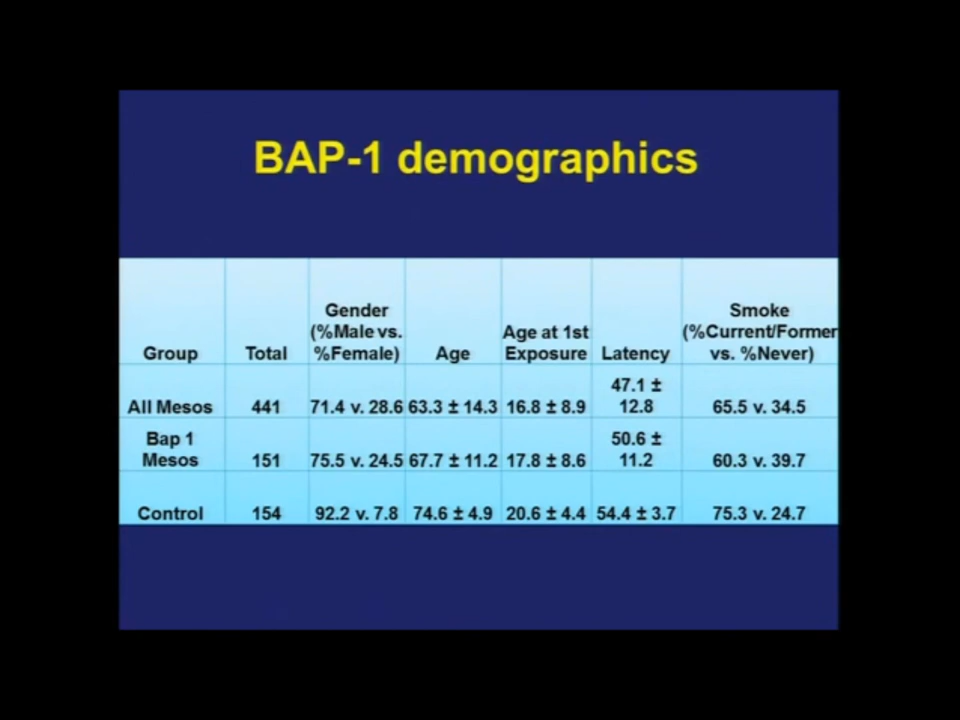 BAP-1 demographics
Group Total Gender (%Male vs. %Female) Age Age at 1st Exposure Latency Smoke (%Current/Former vs. %Never)
All Mesos 441 71.4 v. 28.6 63.3 ± 14.3 16.8 ± 8.9 47.1 ± 12.8 65.5 v. 34.5
Bap 1 Mesos 151 75.5 v. 24.5 67.7 ± 11.2 17.8 ± 8.6 50.6 ± 11.2 60.3 v. 39.7
Control 154 92.2 v. 7.8 74.6 ± 4.9 20.6 ± 4.4 54.4 ± 3.7 75.3 v. 24.7